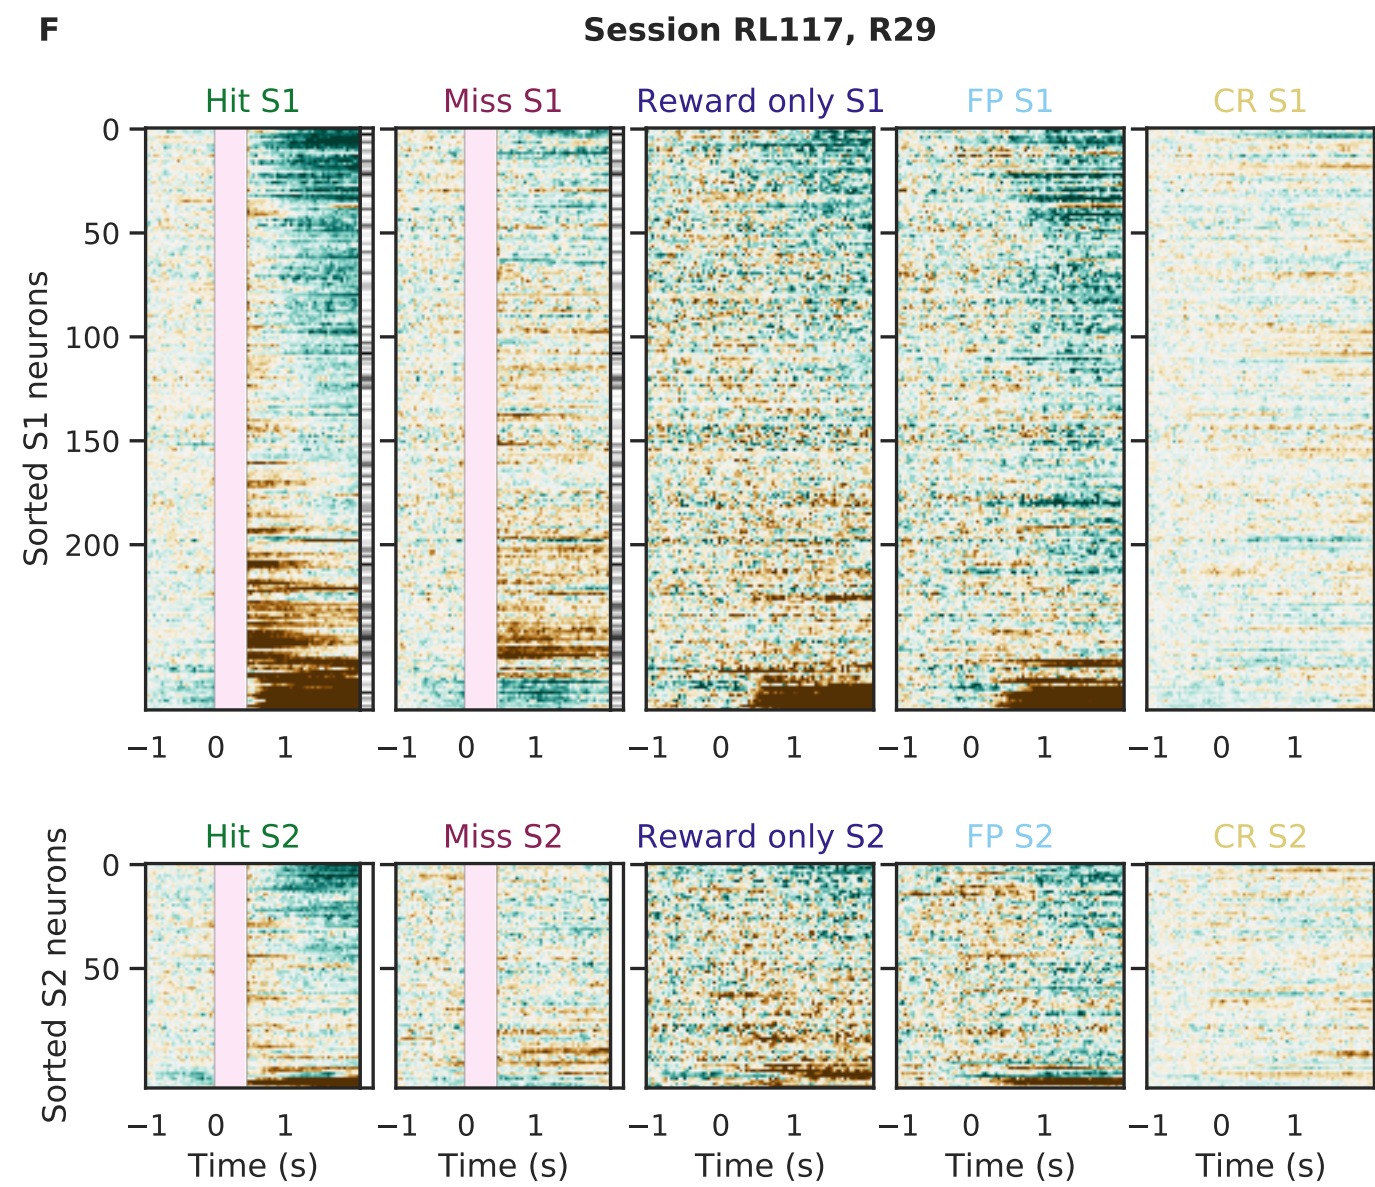 F
Session RL117, R29
Hit S1 Miss S1 Reward only S1 FP S1 CR S1
Sorted S1 neurons
0
50
100
150
200
−1 0 1 −1 0 1 −1 0 1 −1 0 1 −1 0 1
Hit S2 Miss S2 Reward only S2 FP S2 CR S2
Sorted S2 neurons
0
50
−1 0 1 −1 0 1 −1 0 1 −1 0 1 −1 0 1
Time (s) Time (s) Time (s) Time (s) Time (s)